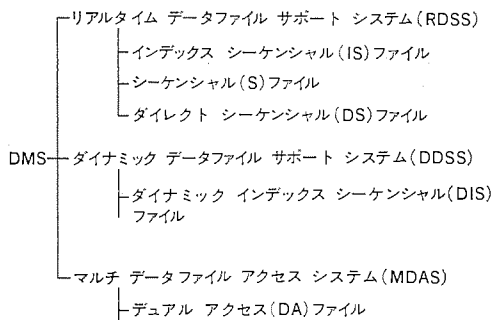 リアルタイム データファイル サポート システム(RDSS)
インデックス シーケンシャル(IS)ファイル
シーケンシャル(S)ファイル
ダイレクト シーケンシャル(DS)ファイル
DMS ダイナミック データファイル サポート システム(DDSS)
ダイナミック インデックス シーケンシャル(DIS)
ファイル
マルチ データファイル アクセス システム(MDAS)
デュアル アクセス(DA)ファイル